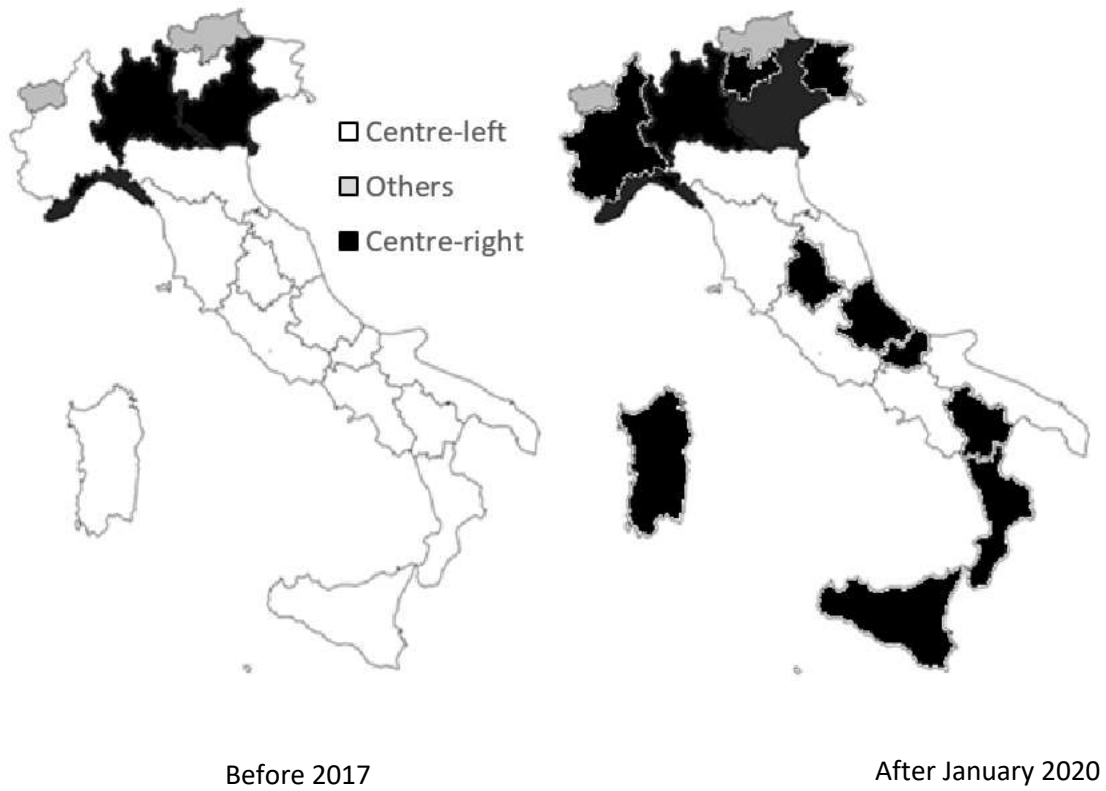 Centre-left
Others
Centre-right
Before 2017
After January 2020